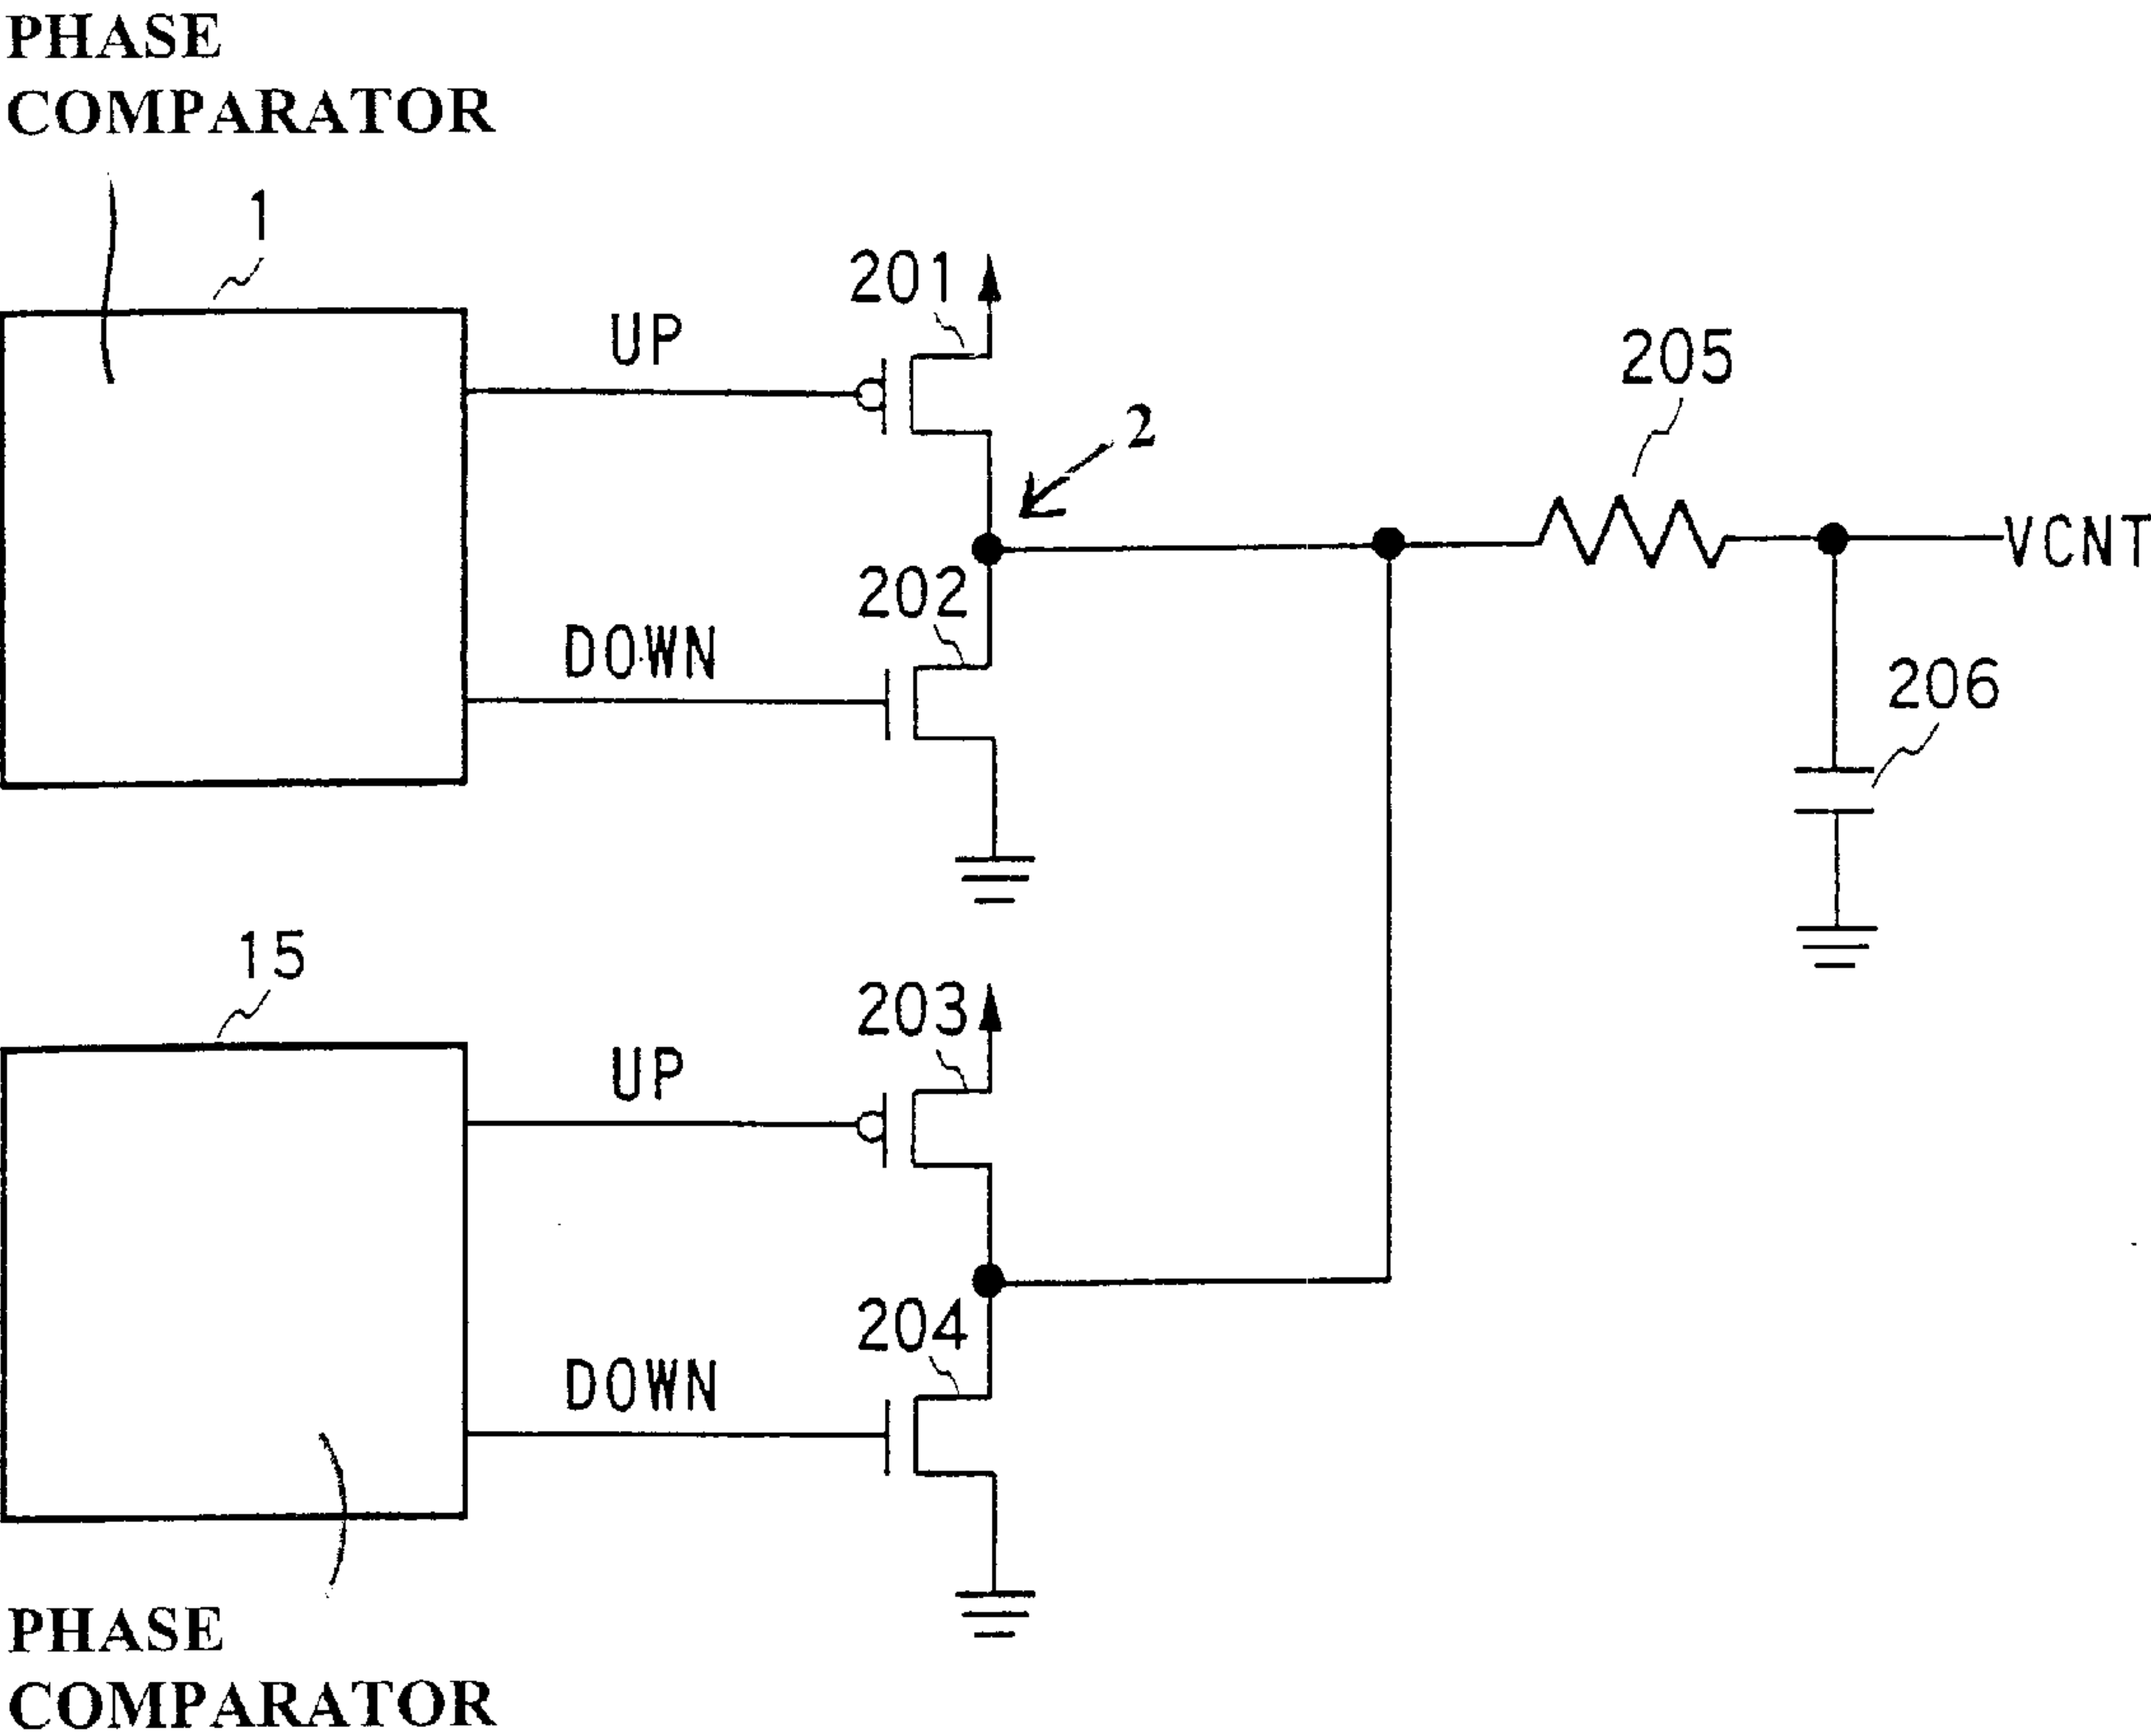 PHASE
COMPARATOR
1
201
UP
205
2
VCNT
202
DOWN
206
15
203
UP
204
DOWN
PHASE
COMPARATOR